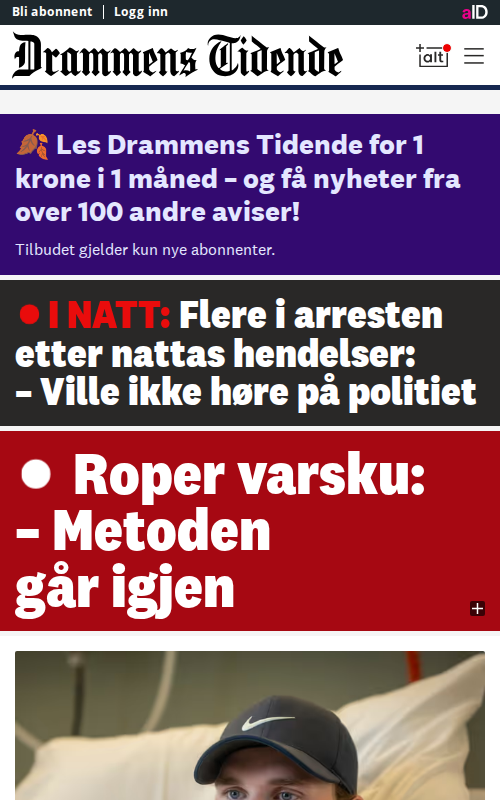 Bli abonnent | Logg inn
aID
Drammens Tidende
+alt
🍂 Les Drammens Tidende for 1
krone i 1 måned – og få nyheter fra
over 100 andre aviser!
Tilbudet gjelder kun nye abonnenter.
I NATT: Flere i arresten
etter nattas hendelser:
– Ville ikke høre på politiet
Roper varsku:
– Metoden
går igjen
+